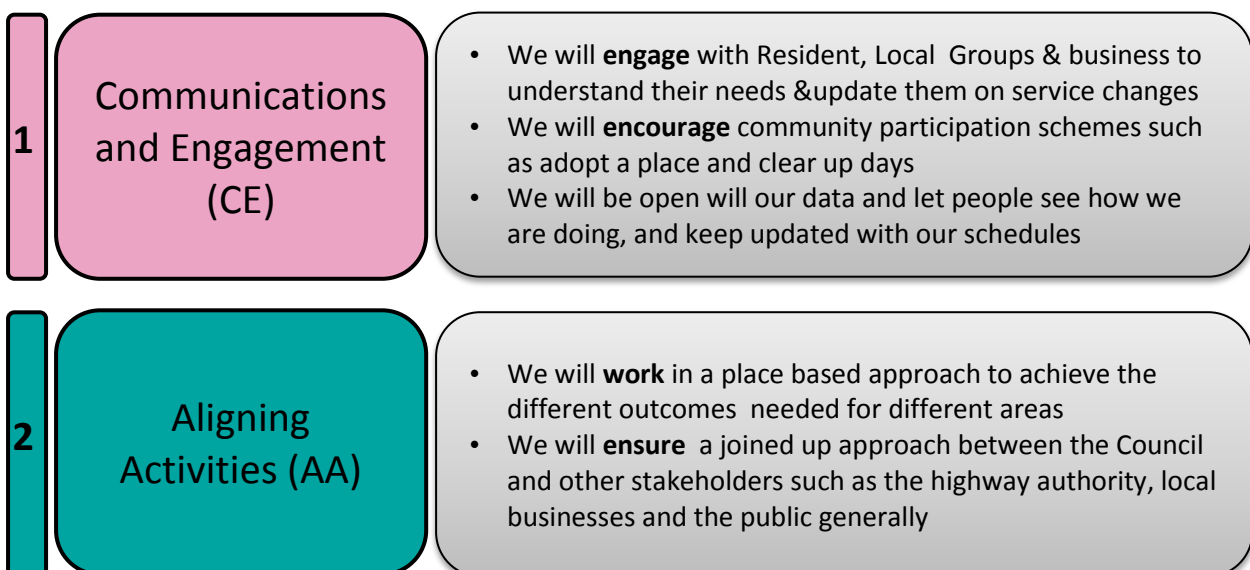 1
Communications
and Engagement
(CE)
• We will engage with Resident, Local Groups & business to
understand their needs &update them on service changes
• We will encourage community participation schemes such
as adopt a place and clear up days
• We will be open will our data and let people see how we
are doing, and keep updated with our schedules
2
Aligning
Activities (AA)
• We will work in a place based approach to achieve the
different outcomes needed for different areas
• We will ensure a joined up approach between the Council
and other stakeholders such as the highway authority, local
businesses and the public generally